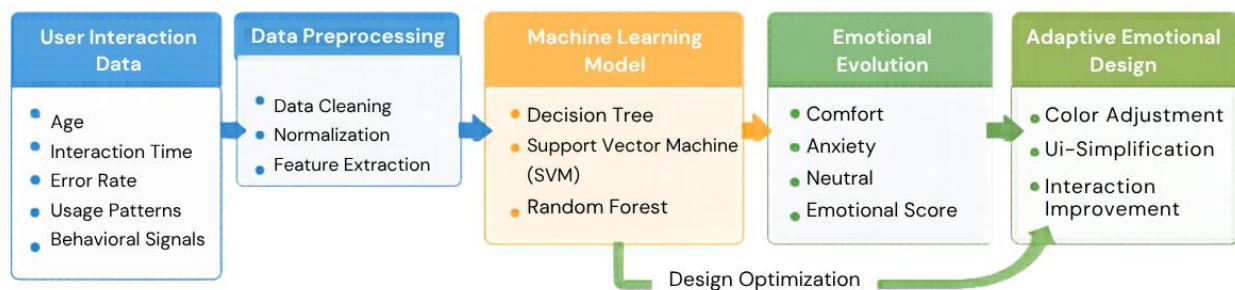 User Interaction
Data
Age
Interaction Time
Error Rate
Usage Patterns
Behavioral Signals
Data Preprocessing
Data Cleaning
Normalization
Feature Extraction
Machine Learning
Model
Decision Tree
Support Vector Machine
(SVM)
Random Forest
Emotional
Evolution
Comfort
Anxiety
Neutral
Emotional Score
Adaptive Emotional
Design
Color Adjustment
Ui-Simplification
Interaction
Improvement
Design Optimization